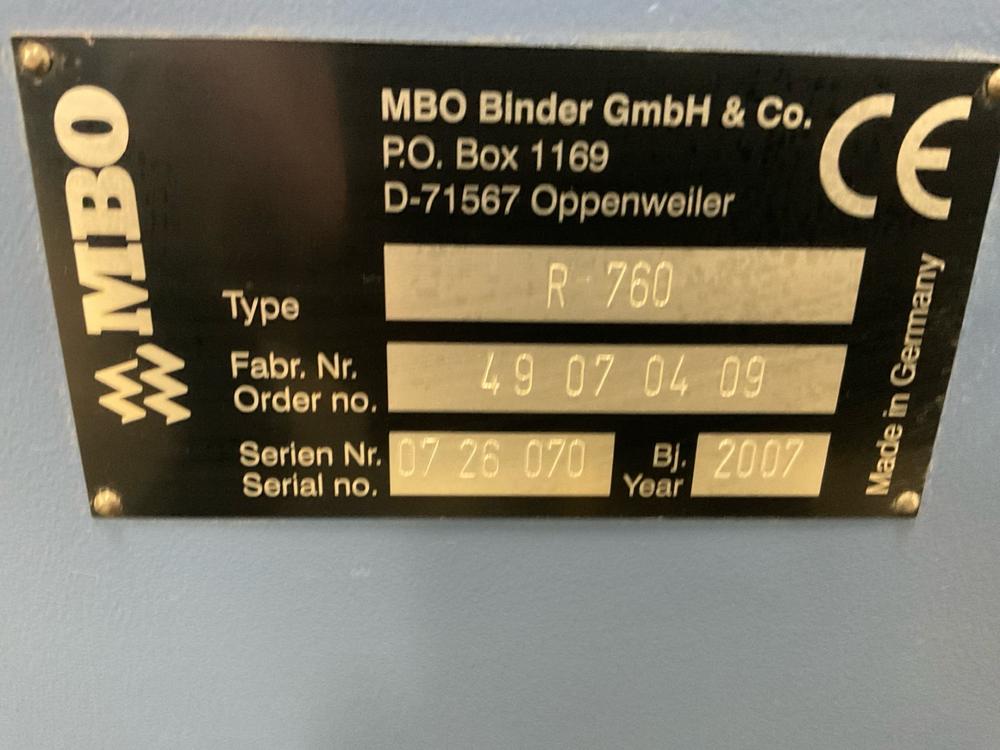 MBO
MBO Binder GmbH & Co.
P.O. Box 1169
D-71567 Oppenweiler
CE
Type R-760
Fabr. Nr.
Order no. 49 07 04 09
Serien Nr.
Serial no. 07 26 070
Bj.
Year 2007
Made in Germany